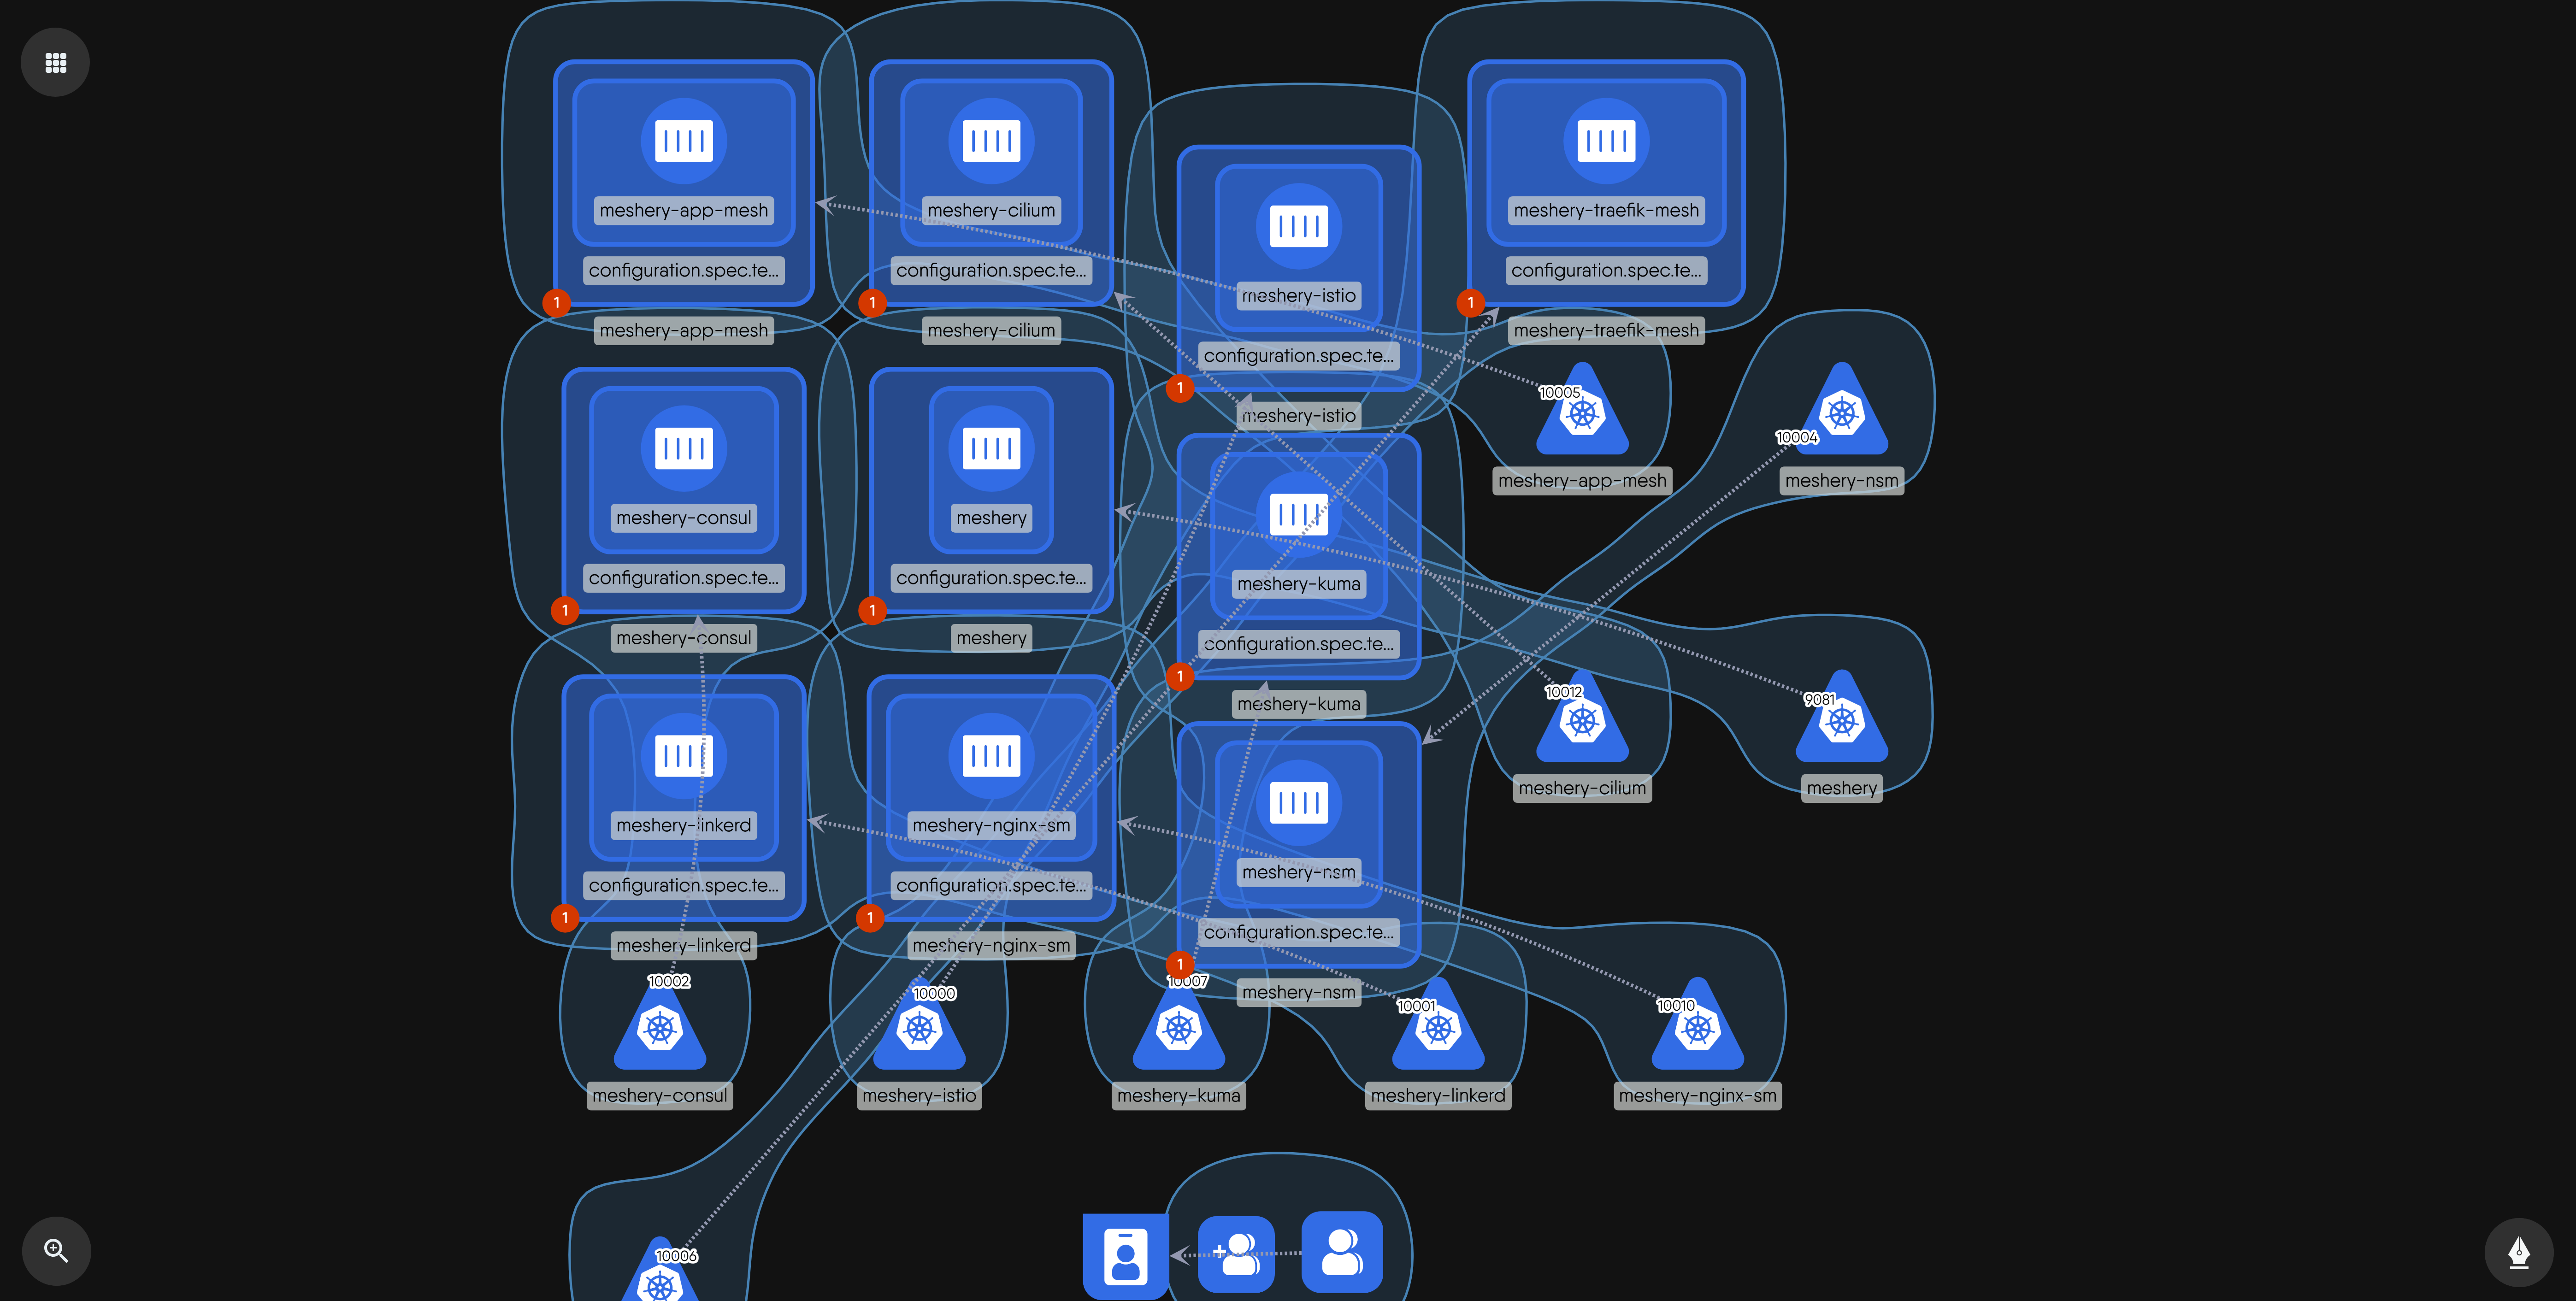 meshery-app-mesh
configuration.spec.te...
1
meshery-app-mesh
meshery-cilium
configuration.spec.te...
1
meshery-cilium
meshery-istio
configuration.spec.te...
1
meshery-istio
meshery-traefik-mesh
configuration.spec.te...
1
meshery-traefik-mesh
10005
meshery-app-mesh
10004
meshery-nsm
meshery-consul
configuration.spec.te...
1
meshery-consul
meshery
configuration.spec.te...
1
meshery
meshery-kuma
configuration.spec.te...
1
meshery-kuma
10012
meshery-cilium
9081
meshery
meshery-linkerd
configuration.spec.te...
1
meshery-linkerd
meshery-nginx-sm
configuration.spec.te...
1
meshery-nginx-sm
meshery-nsm
configuration.spec.te...
1
meshery-nsm
10002
meshery-consul
10000
meshery-istio
10007
meshery-kuma
10001
meshery-linkerd
10010
meshery-nginx-sm
10006